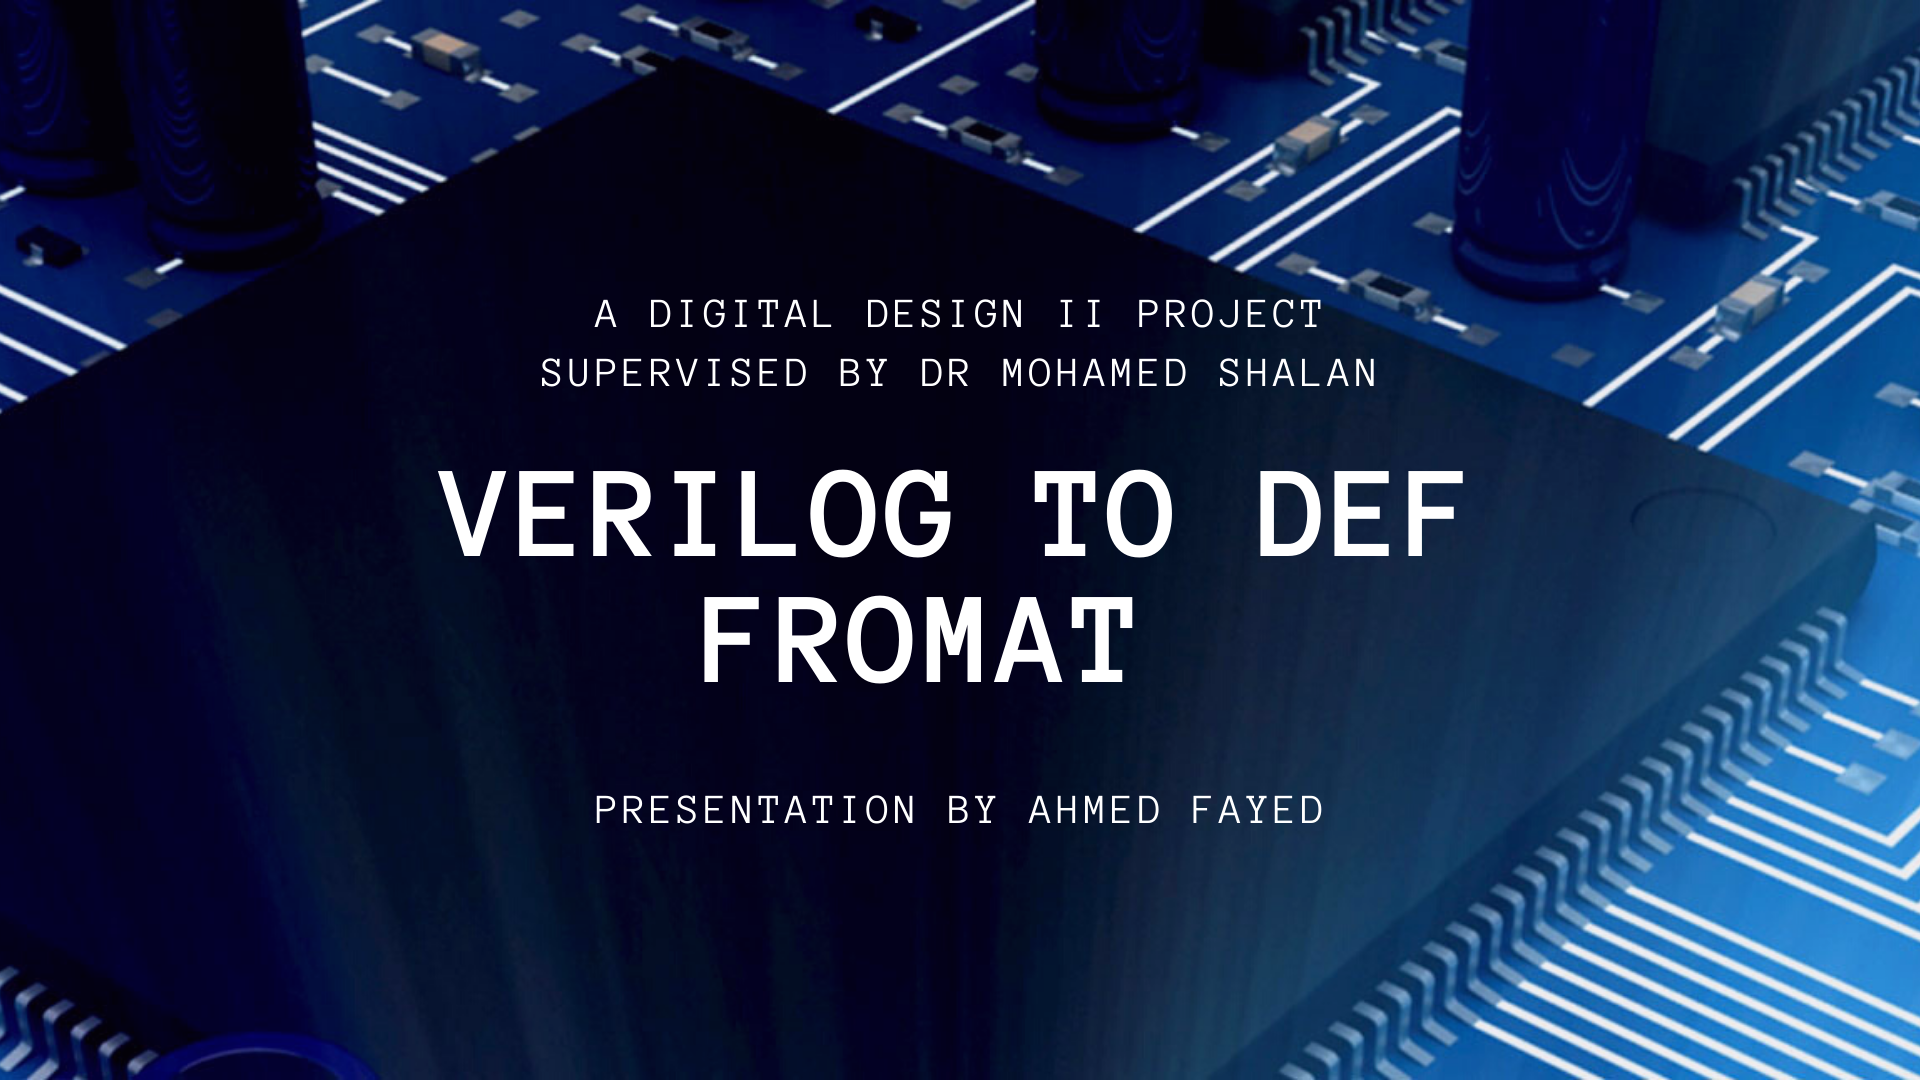 A DIGITAL DESIGN II PROJECT
SUPERVISED BY DR MOHAMED SHALAN
VERILOG TO DEF
FROMAT
PRESENTATION BY AHMED FAYED